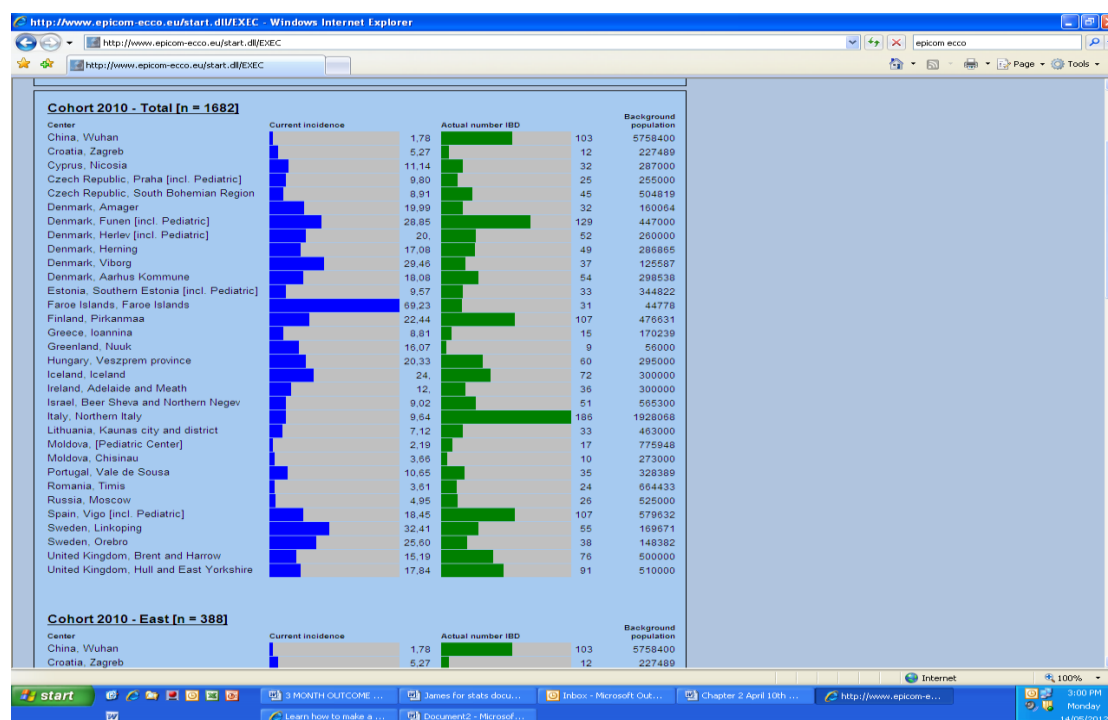 http://www.epicom-ecco.eu/start.dll/EXEC - Windows Internet Explorer
http://www.epicom-ecco.eu/start.dll/EXEC epicom ecco
http://www.epicom-ecco.eu/start.dll/EXEC Page Tools
Cohort 2010 - Total [n = 1682]
Center Current incidence Actual number IBD Background population
China, Wuhan 1,78 103 5758400
Croatia, Zagreb 5,27 12 227489
Cyprus, Nicosia 11,14 32 287000
Czech Republic, Praha [incl. Pediatric] 9,80 25 255000
Czech Republic, South Bohemian Region 8,91 45 504819
Denmark, Amager 19,99 32 160064
Denmark, Funen [incl. Pediatric] 28,85 129 447000
Denmark, Herlev [incl. Pediatric] 20, 52 260000
Denmark, Herning 17,08 49 286865
Denmark, Viborg 29,46 37 125587
Denmark, Aarhus Kommune 18,08 54 298538
Estonia, Southern Estonia [incl. Pediatric] 9,57 33 344822
Faroe Islands, Faroe Islands 69,23 31 44778
Finland, Pirkanmaa 22,44 107 476631
Greece, Ioannina 8,81 15 170239
Greenland, Nuuk 16,07 9 56000
Hungary, Veszprem province 20,33 60 295000
Iceland, Iceland 24, 72 300000
Ireland, Adelaide and Meath 12, 36 300000
Israel, Beer Sheva and Northern Negev 9,02 51 565300
Italy, Northern Italy 9,64 186 1928068
Lithuania, Kaunas city and district 7,12 33 463000
Moldova, [Pediatric Center] 2,19 17 775948
Moldova, Chisinau 3,66 10 273000
Portugal, Vale de Sousa 10,65 35 328389
Romania, Timis 3,61 24 664433
Russia, Moscow 4,95 26 525000
Spain, Vigo [incl. Pediatric] 18,45 107 579632
Sweden, Linkoping 32,41 55 169671
Sweden, Orebro 25,60 38 148382
United Kingdom, Brent and Harrow 15,19 76 500000
United Kingdom, Hull and East Yorkshire 17,84 91 510000
Cohort 2010 - East [n = 388]
Center Current incidence Actual number IBD Background population
China, Wuhan 1,78 103 5758400
Croatia, Zagreb 5,27 12 227489
Internet 100%
start 3 MONTH OUTCOME ... James for stats docu... Inbox - Microsoft Out... Chapter 2 April 10th ... http://www.epicom-e... 3:00 PM
Monday
Learn how to make a ... Document2 - Microsof...